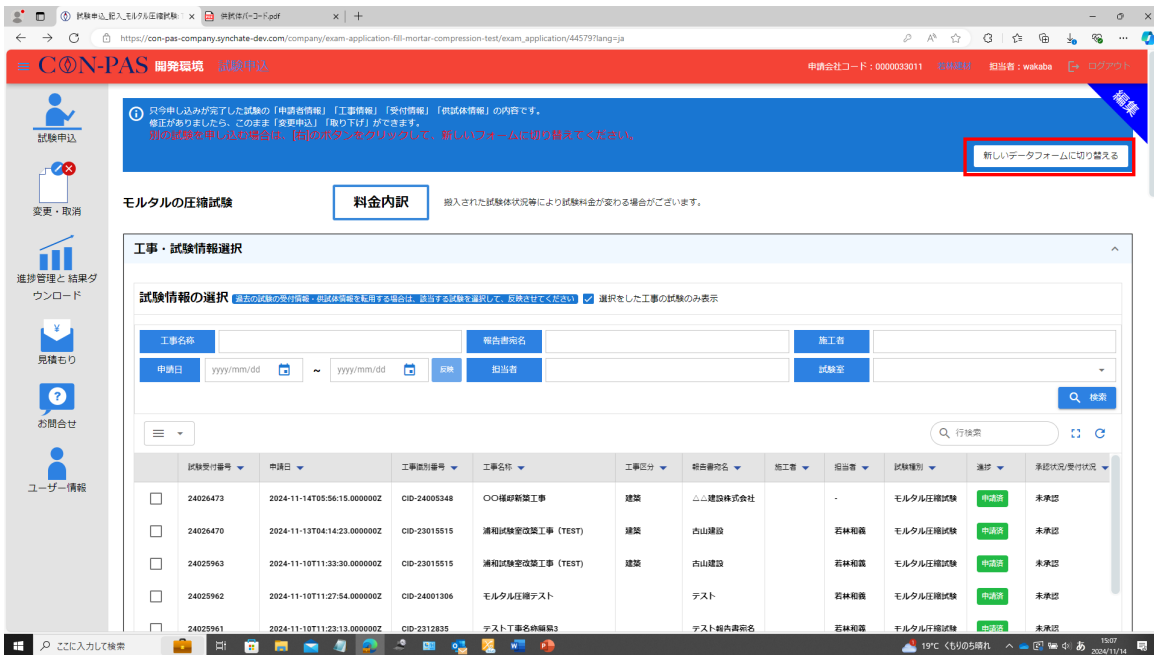 試験申込_記入_モルタル圧縮試験
供試体バーコード.pdf
https://con-pas-company.synchate-dev.com/company/exam-application-fill-mortar-compression-test/exam_application/44579?lang=ja
CON-PAS 開発環境 試験申込 申請会社コード：0000033011 担当者：wakaba ログアウト
編集
只今申し込みが完了した試験の「申請者情報」「工事情報」「受付情報」「供試体情報」の内容です。
修正がありましたら、このまま「変更申込」「取り下げ」ができます。
別の試験を申し込む場合は、[右]のボタンをクリックして、新しいフォームに切り替えてください。
新しいデータフォームに切り替える
試験申込
変更・取消
進捗管理と結果ダ
ウンロード
見積もり
お問合せ
ユーザー情報
モルタルの圧縮試験 料金内訳 搬入された試験体状況等により試験料金が変わる場合がございます。
工事・試験情報選択
試験情報の選択 過去の試験の受付情報・供試体情報を転用する場合は、該当する試験を選択して、反映させてください 選択をした工事の試験のみ表示
工事名称 報告書宛名 施工者
申請日 yyyy/mm/dd ~ yyyy/mm/dd 反映 担当者 試験室
検索
行検索
試験受付番号 申請日 工事識別番号 工事名称 工事区分 報告書宛名 施工者 担当者 試験種別 進捗 承認状況/受付状況
24026473 2024-11-14T05:56:15.000000Z CID-24005348 〇〇様邸新築工事 建築 △△建設株式会社 - モルタル圧縮試験 申請済 未承認
24026470 2024-11-13T04:14:23.000000Z CID-23015515 浦和試験室改築工事（TEST） 建築 古山建設 若林和義 モルタル圧縮試験 申請済 未承認
24025963 2024-11-10T11:33:30.000000Z CID-23015515 浦和試験室改築工事（TEST） 建築 古山建設 若林和義 モルタル圧縮試験 申請済 未承認
24025962 2024-11-10T11:27:54.000000Z CID-24001306 モルタル圧縮テスト テスト 若林和義 モルタル圧縮試験 申請済 未承認
24025961 2024-11-10T11:23:13.000000Z CID-2312835 テスト工事名称簡易3 テスト報告書宛名 若林和義 モルタル圧縮試験 申請済 未承認
ここに入力して検索
19°C くもりのち晴れ
あ
15:07
2024/11/14